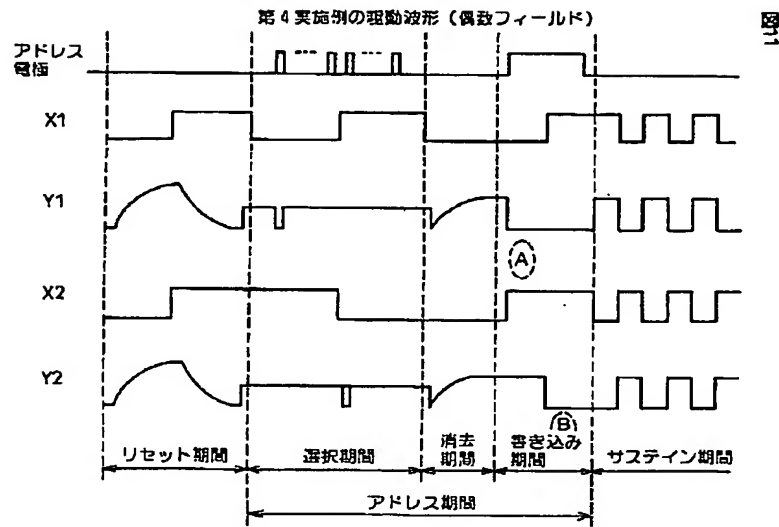 第4実施例の駆動波形(偶数フィールド)
図11
アドレス
電極
X1
Y1
A
X2
Y2
B
リセット期間
選択期間
消去
期間
書き込み
期間
サステイン期間
アドレス期間